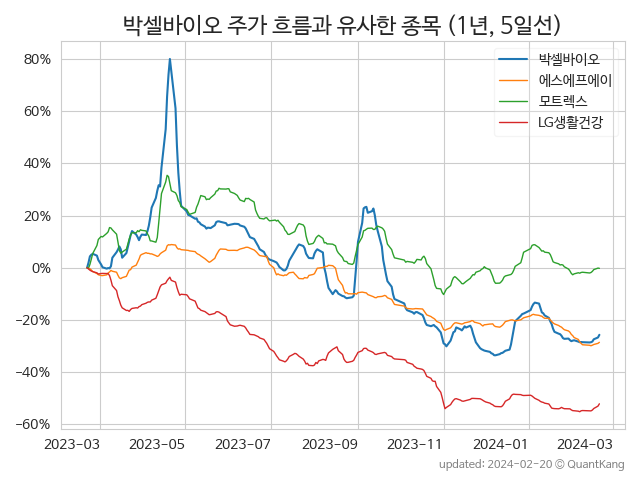 박셀바이오 주가 흐름과 유사한 종목 (1년, 5일선)
박셀바이오
에스에프에이
모트렉스
LG생활건강
80%
60%
40%
20%
0%
−20%
−40%
−60%
2023-03 2023-05 2023-07 2023-09 2023-11 2024-01 2024-03
updated: 2024-02-20 © QuantKang